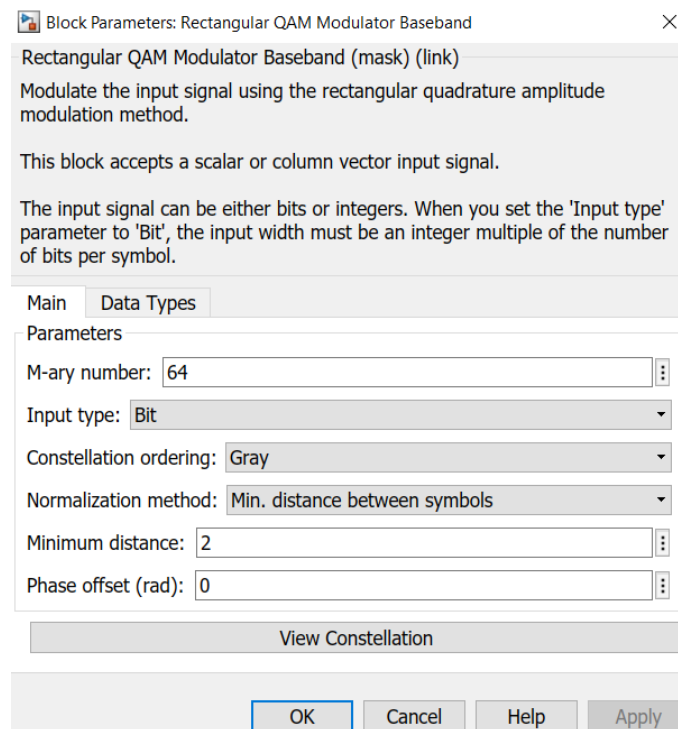 Block Parameters: Rectangular QAM Modulator Baseband
Rectangular QAM Modulator Baseband (mask) (link)
Modulate the input signal using the rectangular quadrature amplitude
modulation method.
This block accepts a scalar or column vector input signal.
The input signal can be either bits or integers. When you set the 'Input type'
parameter to 'Bit', the input width must be an integer multiple of the number
of bits per symbol.
Main Data Types
Parameters
M-ary number: 64
Input type: Bit
Constellation ordering: Gray
Normalization method: Min. distance between symbols
Minimum distance: 2
Phase offset (rad): 0
View Constellation
OK Cancel Help Apply